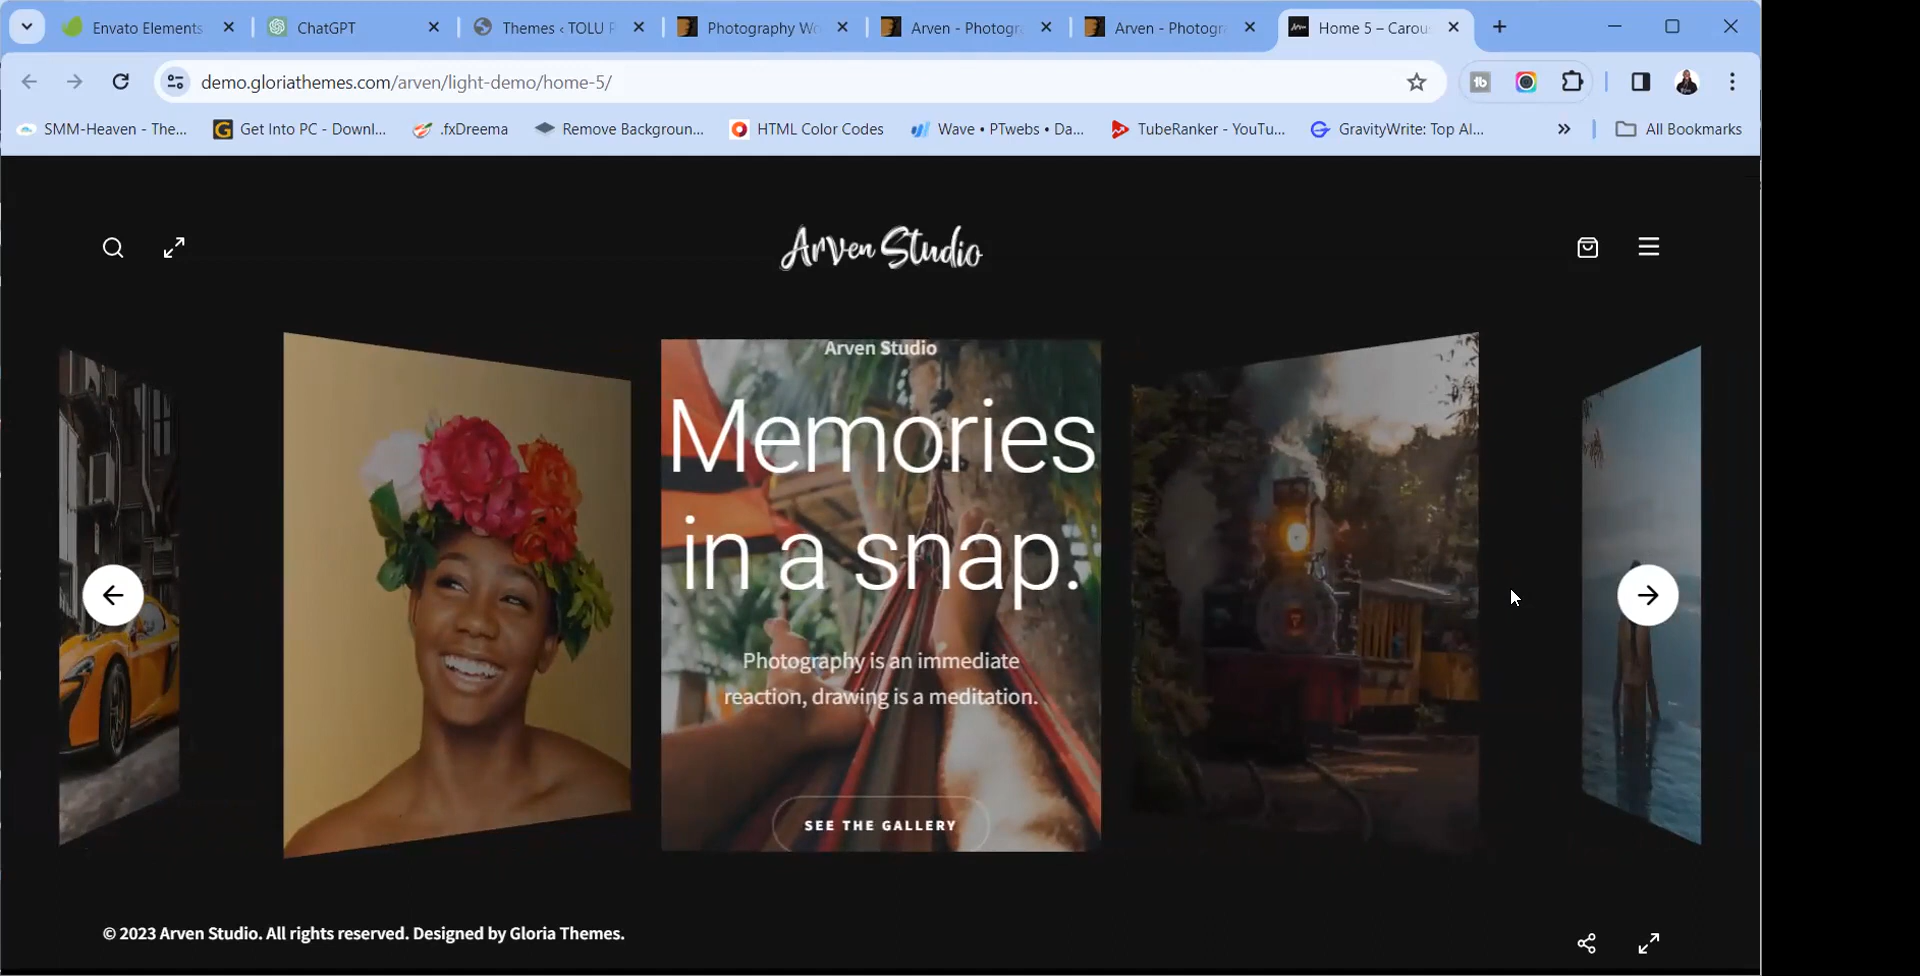 Envato Elements
ChatGPT
Themes ‹ TOLU
Photography Wo
Arven - Photogr
Arven - Photogr
Home 5 – Carou
demo.gloriathemes.com/arven/light-demo/home-5/
SMM-Heaven - The...
Get Into PC - Downl...
.fxDreema
Remove Backgroun...
HTML Color Codes
Wave • PTwebs • Da...
TubeRanker - YouTu...
GravityWrite: Top AI...
All Bookmarks
Arven Studio
Arven Studio
Memories
in a snap.
Photography is an immediate
reaction, drawing is a meditation.
SEE THE GALLERY
© 2023 Arven Studio. All rights reserved. Designed by Gloria Themes.